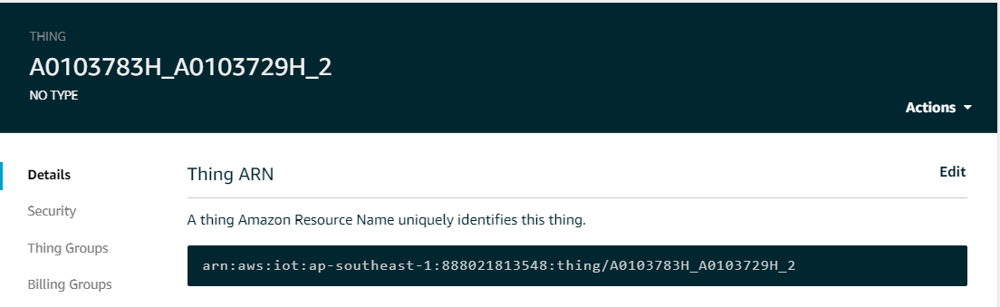 THING
A0103783H_A0103729H_2
NO TYPE
Actions
Details
Security
Thing Groups
Billing Groups
Thing ARN
Edit
A thing Amazon Resource Name uniquely identifies this thing.
arn:aws:iot:ap-southeast-1:888021813548:thing/A0103783H_A0103729H_2